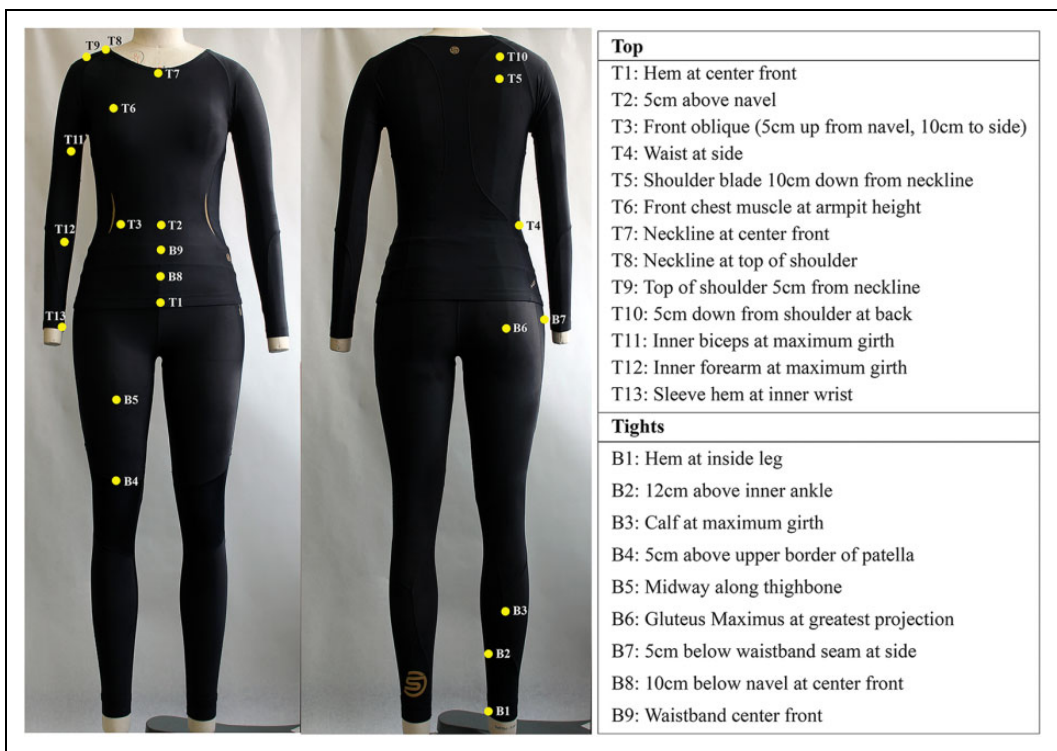 T8
T9
T7
T6
T11
T3
T2
T12
B9
B8
T1
T13
B5
B4
T10
T5
T4
B7
B6
B3
B2
B1
Top
T1: Hem at center front
T2: 5cm above navel
T3: Front oblique (5cm up from navel, 10cm to side)
T4: Waist at side
T5: Shoulder blade 10cm down from neckline
T6: Front chest muscle at armpit height
T7: Neckline at center front
T8: Neckline at top of shoulder
T9: Top of shoulder 5cm from neckline
T10: 5cm down from shoulder at back
T11: Inner biceps at maximum girth
T12: Inner forearm at maximum girth
T13: Sleeve hem at inner wrist
Tights
B1: Hem at inside leg
B2: 12cm above inner ankle
B3: Calf at maximum girth
B4: 5cm above upper border of patella
B5: Midway along thighbone
B6: Gluteus Maximus at greatest projection
B7: 5cm below waistband seam at side
B8: 10cm below navel at center front
B9: Waistband center front